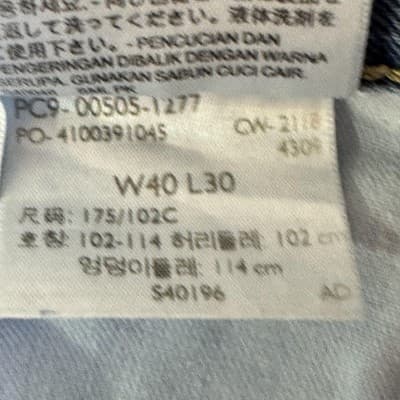 返して洗ってください。液体洗剤を
ご使用下さい。- PENCUCIAN DAN
PENGERINGAN DIBALIK DENGAN WARNA
SERUPA. GUNAKAN SABUN CUCI CAIR.
PC9- 00505-1277
PO- 4100391045 CW- 2118
4309
W40 L30
尺码: 175/102C
호칭: 102-114 허리둘레: 102 cm
엉덩이둘레: 114 cm
S40196 AD